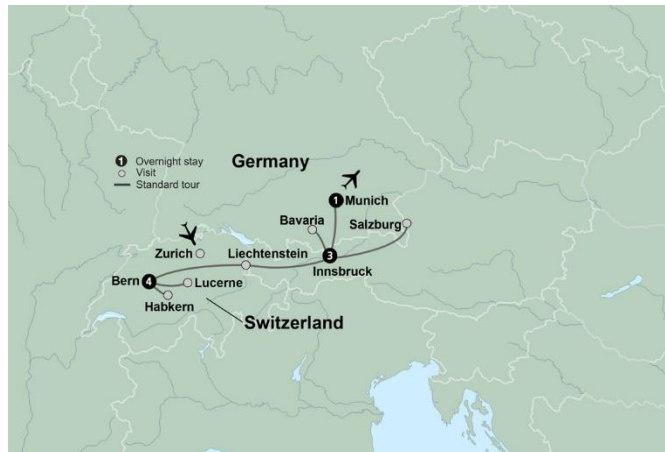 1 Overnight stay
Visit
Standard tour
Germany
1 Munich
Bavaria
Salzburg
Zurich
Liechtenstein
3
Innsbruck
Bern 4
Lucerne
Habkern
Switzerland